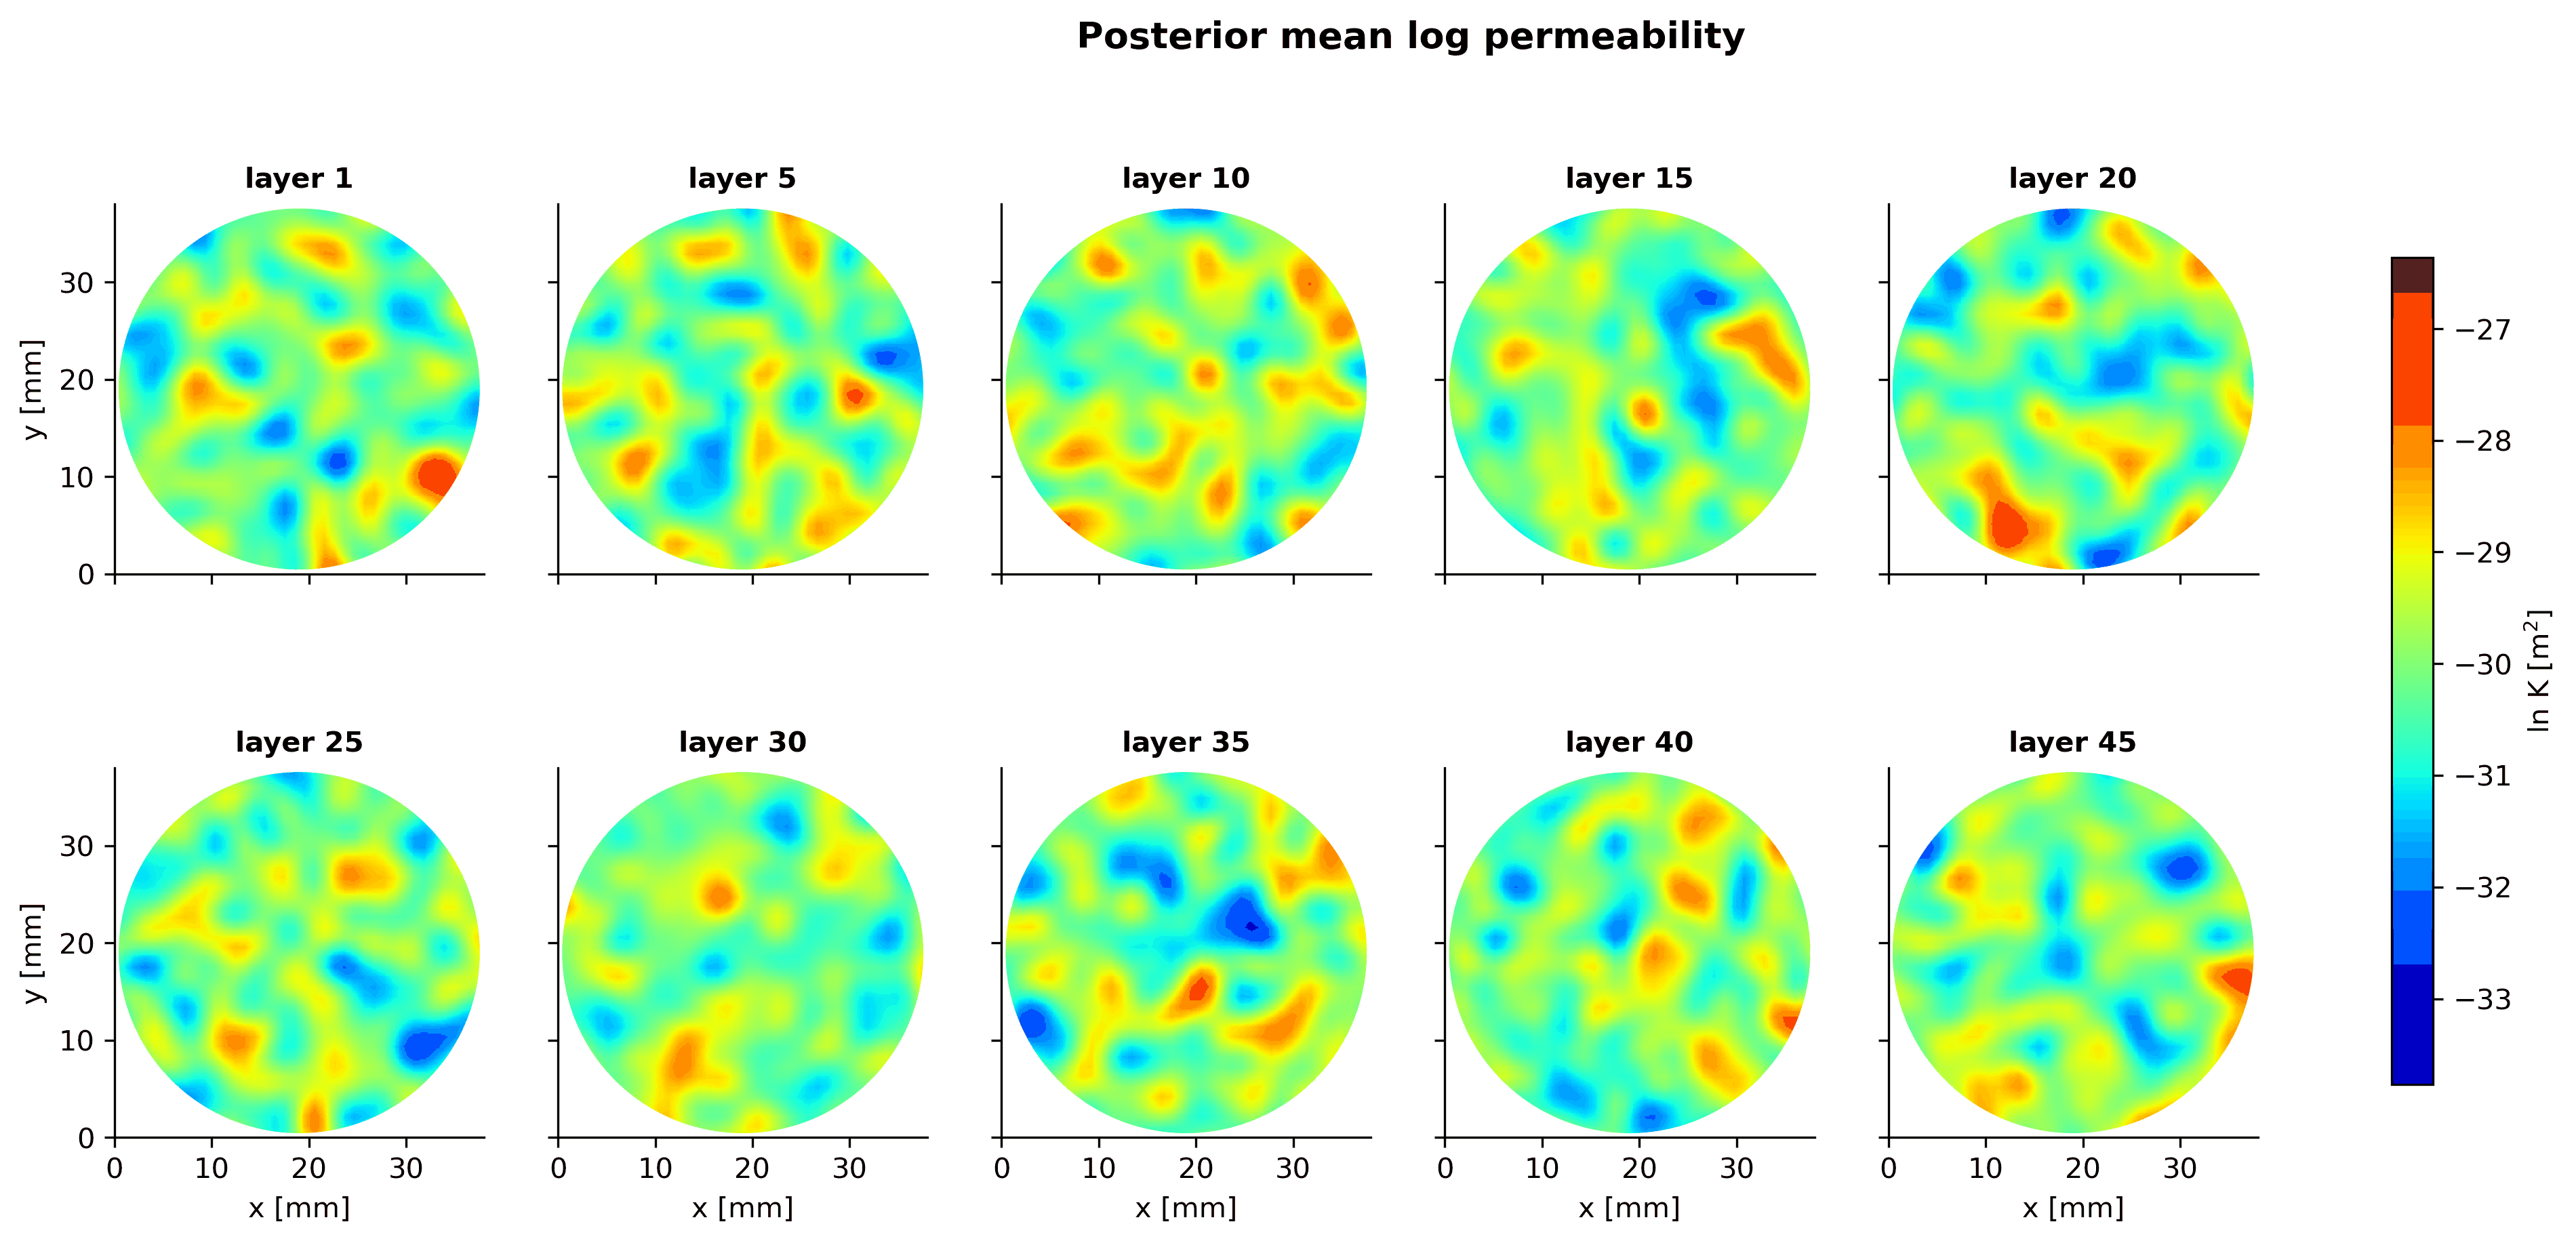 Posterior mean log permeability
layer 1
layer 5
layer 10
layer 15
layer 20
y [mm]
30
20
10
0
layer 25
layer 30
layer 35
layer 40
layer 45
y [mm]
30
20
10
0
0 10 20 30
0 10 20 30
0 10 20 30
0 10 20 30
0 10 20 30
x [mm]
x [mm]
x [mm]
x [mm]
x [mm]
−27
−28
−29
−30
−31
−32
−33
ln K [m²]